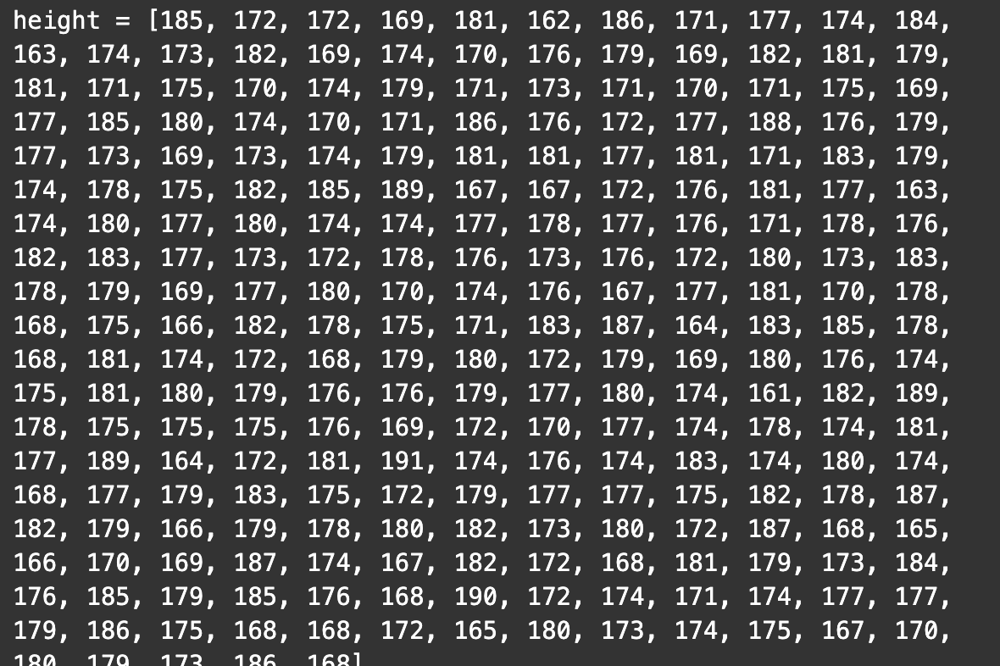 height = [185, 172, 172, 169, 181, 162, 186, 171, 177, 174, 184,
163, 174, 173, 182, 169, 174, 170, 176, 179, 169, 182, 181, 179,
181, 171, 175, 170, 174, 179, 171, 173, 171, 170, 171, 175, 169,
177, 185, 180, 174, 170, 171, 186, 176, 172, 177, 188, 176, 179,
177, 173, 169, 173, 174, 179, 181, 181, 177, 181, 171, 183, 179,
174, 178, 175, 182, 185, 189, 167, 167, 172, 176, 181, 177, 163,
174, 180, 177, 180, 174, 174, 177, 178, 177, 176, 171, 178, 176,
182, 183, 177, 173, 172, 178, 176, 173, 176, 172, 180, 173, 183,
178, 179, 169, 177, 180, 170, 174, 176, 167, 177, 181, 170, 178,
168, 175, 166, 182, 178, 175, 171, 183, 187, 164, 183, 185, 178,
168, 181, 174, 172, 168, 179, 180, 172, 179, 169, 180, 176, 174,
175, 181, 180, 179, 176, 176, 179, 177, 180, 174, 161, 182, 189,
178, 175, 175, 175, 176, 169, 172, 170, 177, 174, 178, 174, 181,
177, 189, 164, 172, 181, 191, 174, 176, 174, 183, 174, 180, 174,
168, 177, 179, 183, 175, 172, 179, 177, 177, 175, 182, 178, 187,
182, 179, 166, 179, 178, 180, 182, 173, 180, 172, 187, 168, 165,
166, 170, 169, 187, 174, 167, 182, 172, 168, 181, 179, 173, 184,
176, 185, 179, 185, 176, 168, 190, 172, 174, 171, 174, 177, 177,
179, 186, 175, 168, 168, 172, 165, 180, 173, 174, 175, 167, 170,
180, 179, 173, 186, 168]